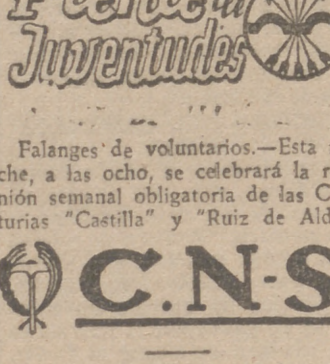 Juventudes
Falanges de voluntarios.—Esta
che, a las ocho, se celebrará la r
nión semanal obligatoria de las C
turias "Castilla" y "Ruiz de Ald
C.N-S